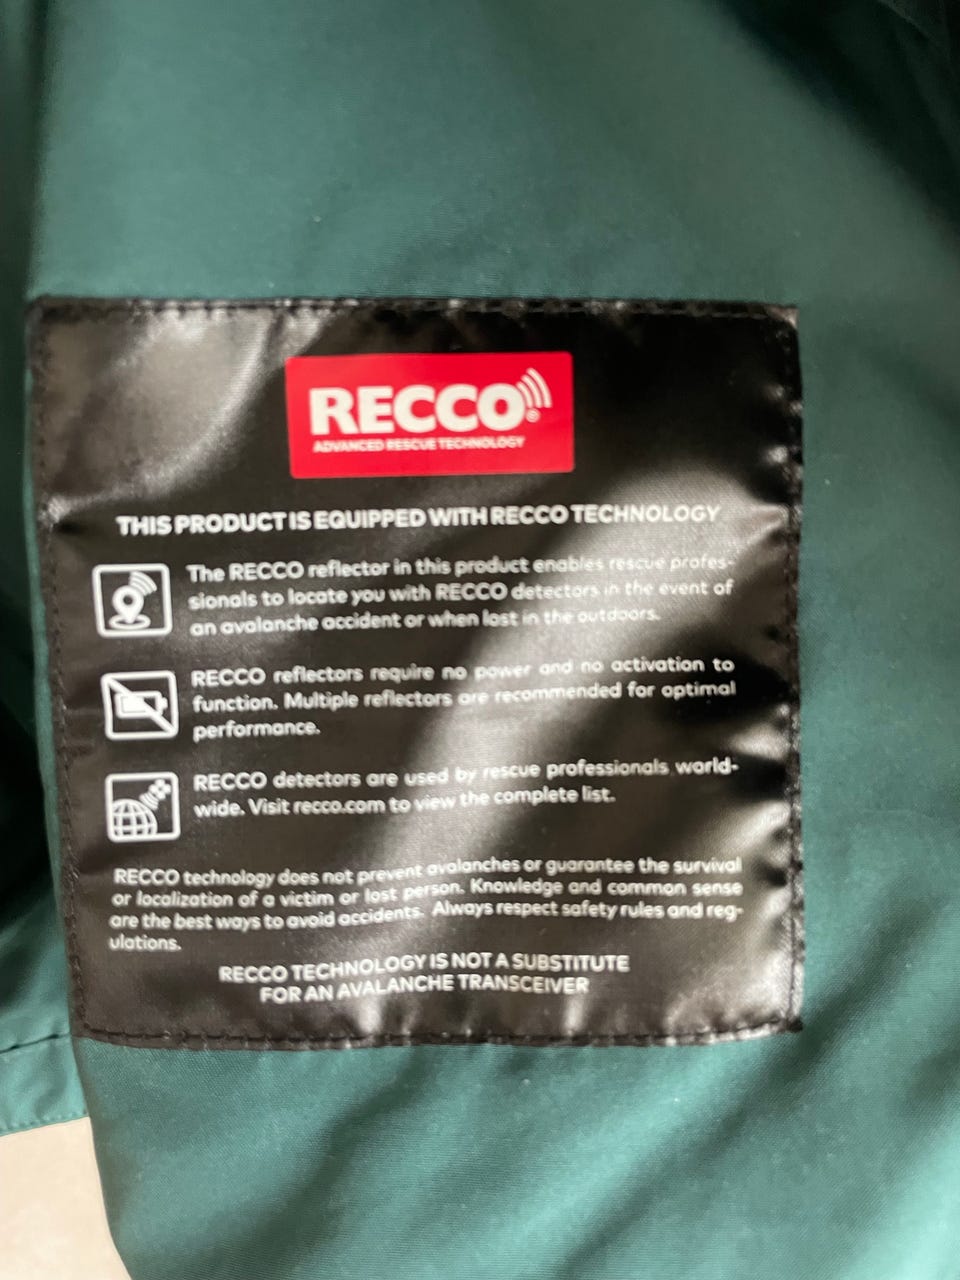 RECCO®
ADVANCED RESCUE TECHNOLOGY
THIS PRODUCT IS EQUIPPED WITH RECCO TECHNOLOGY
The RECCO reflector in this product enables rescue profes-
sionals to locate you with RECCO detectors in the event of
an avalanche accident or when lost in the outdoors.
RECCO reflectors require no power and no activation to
function. Multiple reflectors are recommended for optimal
performance.
RECCO detectors are used by rescue professionals world-
wide. Visit recco.com to view the complete list.
RECCO technology does not prevent avalanches or guarantee the survival
or localization of a victim or lost person. Knowledge and common sense
are the best ways to avoid accidents. Always respect safety rules and reg-
ulations.
RECCO TECHNOLOGY IS NOT A SUBSTITUTE
FOR AN AVALANCHE TRANSCEIVER